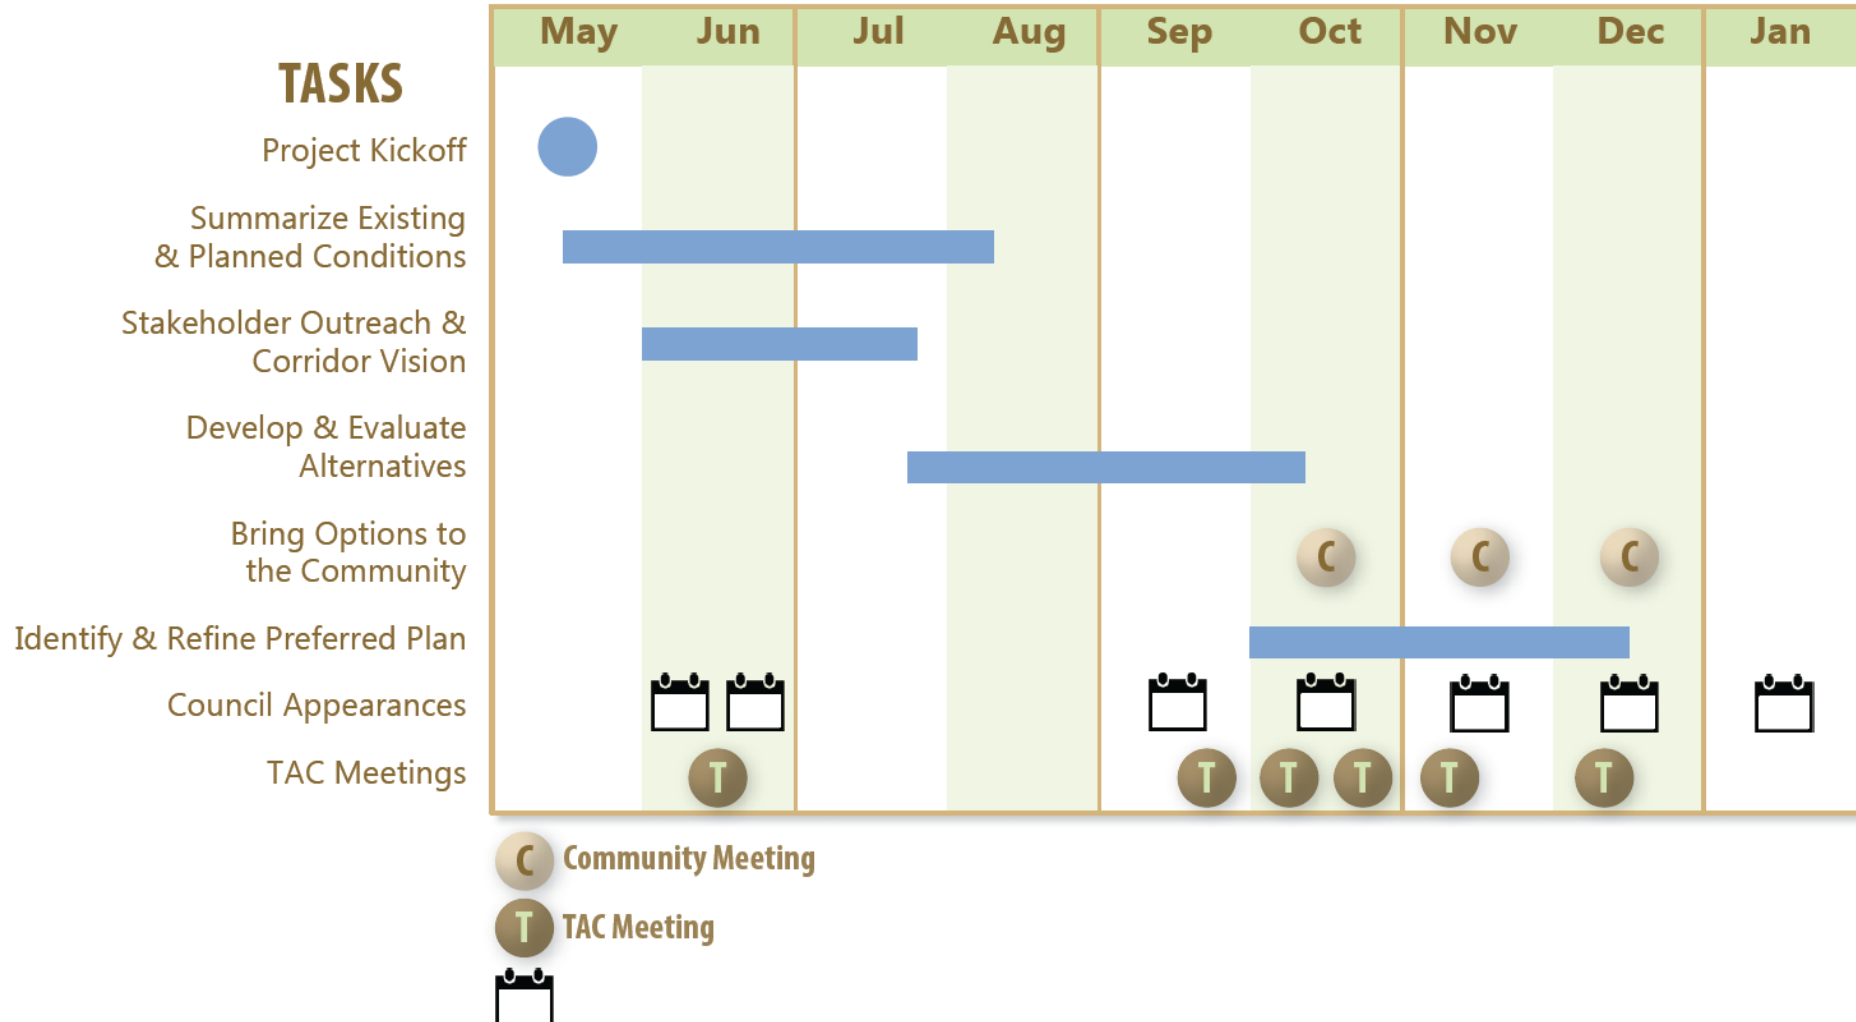 May Jun Jul Aug Sep Oct Nov Dec Jan
TASKS
Project Kickoff
Summarize Existing
& Planned Conditions
Stakeholder Outreach &
Corridor Vision
Develop & Evaluate
Alternatives
Bring Options to
the Community
C C C
Identify & Refine Preferred Plan
Council Appearances
TAC Meetings
T T T T T T
C Community Meeting
T TAC Meeting